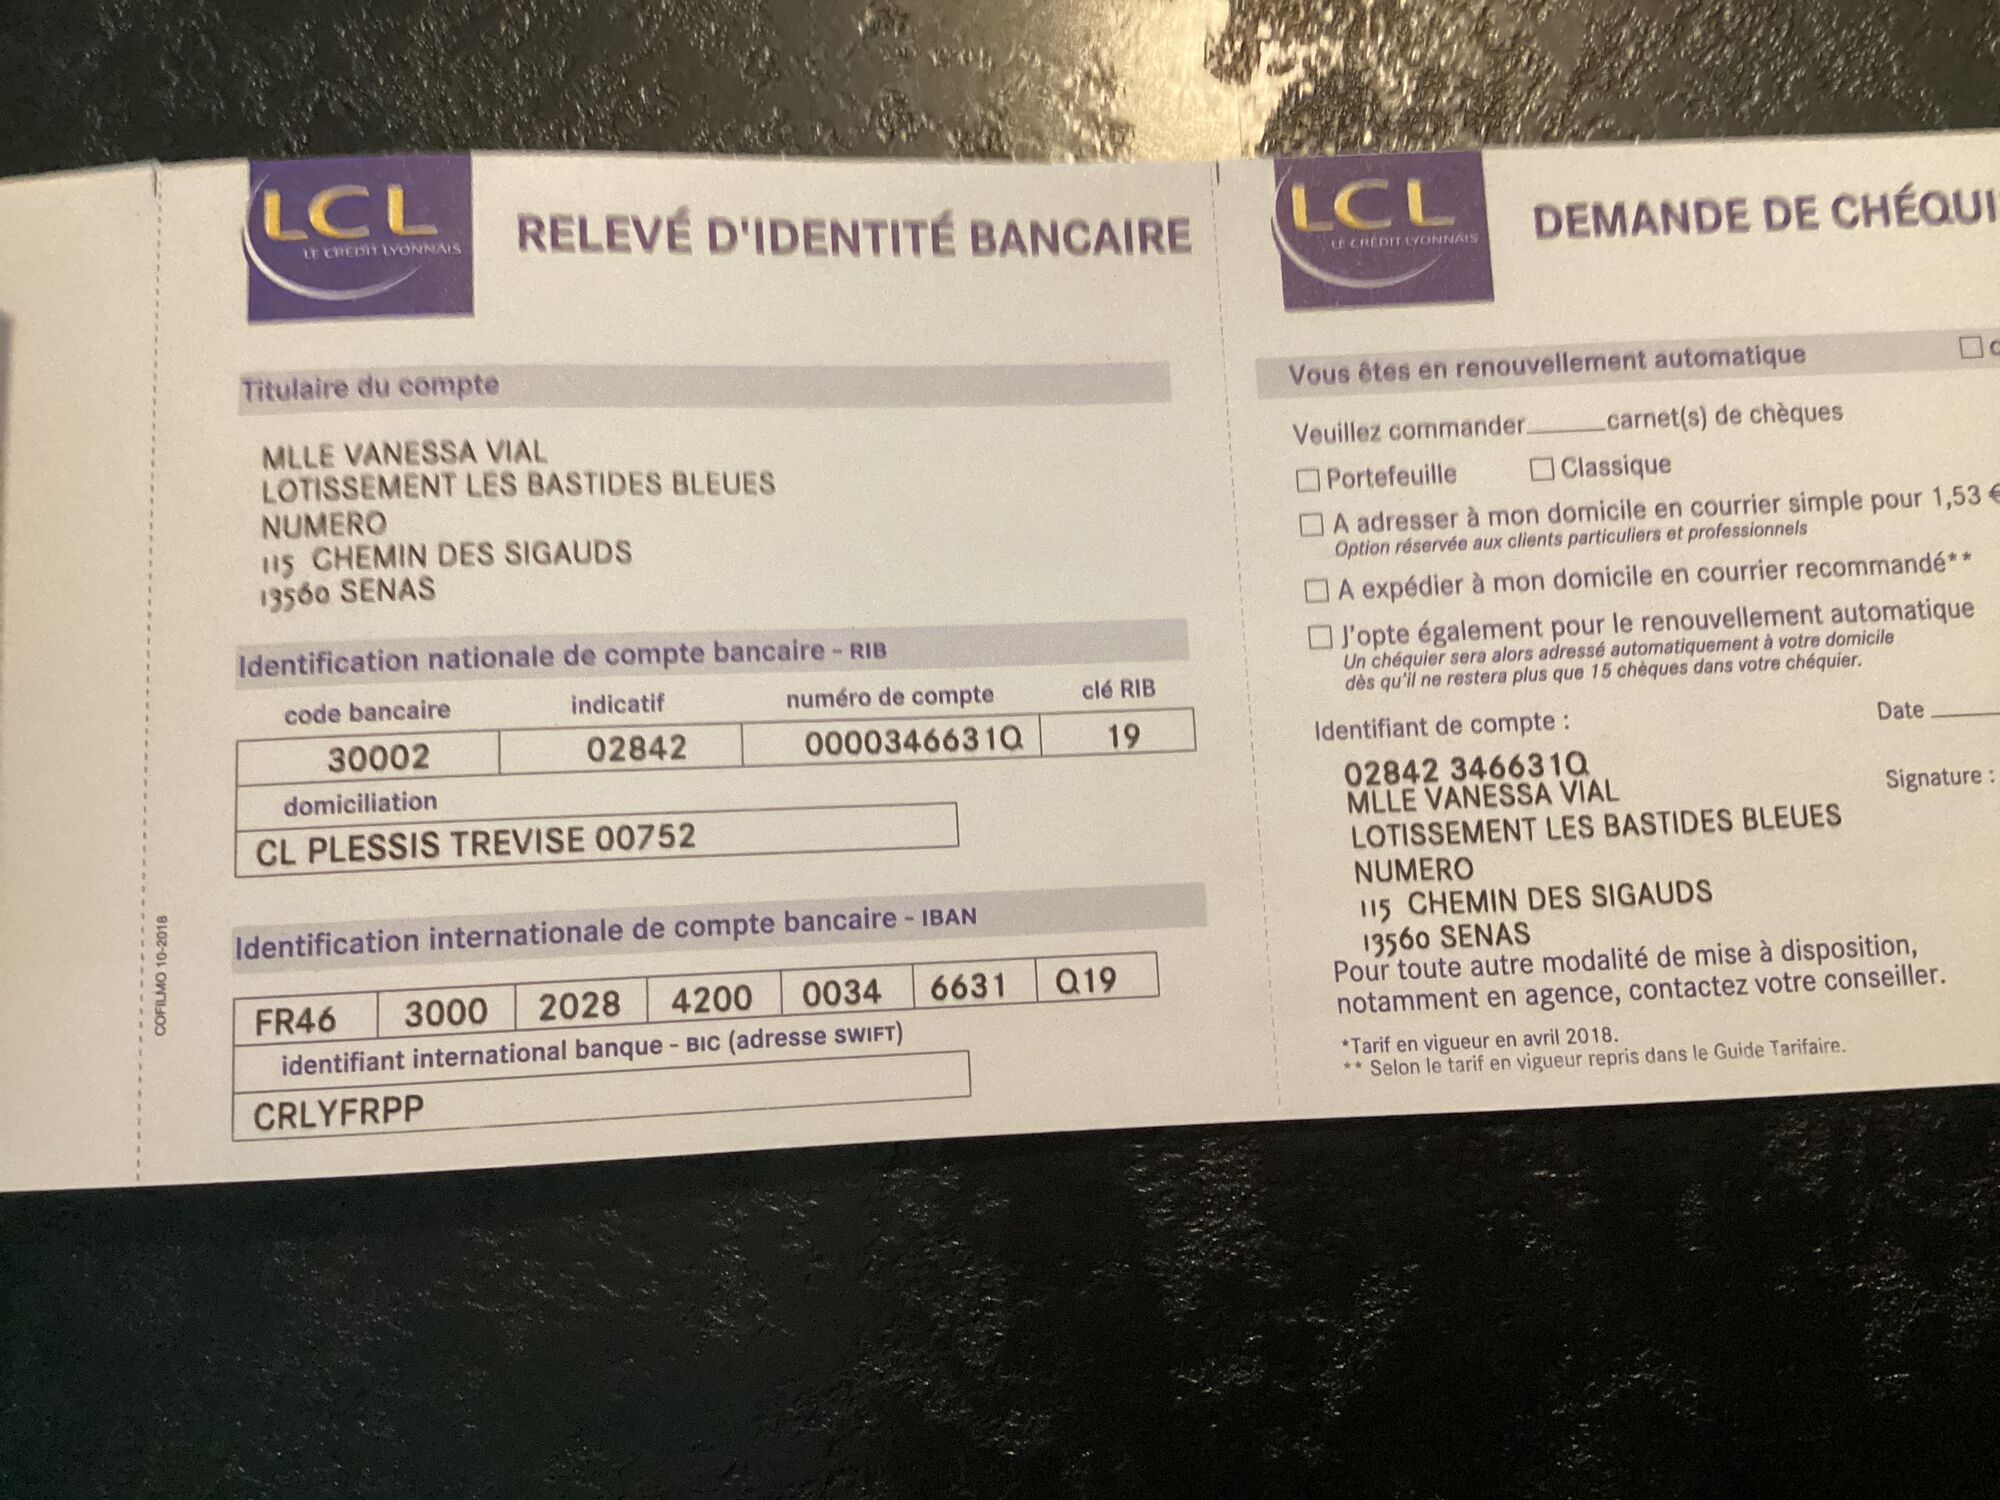 LCL
LE CRÉDIT LYONNAIS
RELEVÉ D'IDENTITÉ BANCAIRE
Titulaire du compte
MLLE VANESSA VIAL
LOTISSEMENT LES BASTIDES BLEUES
NUMERO
115 CHEMIN DES SIGAUDS
13560 SENAS
Identification nationale de compte bancaire - RIB
code bancaire indicatif numéro de compte clé RIB
30002 02842 0000346631Q 19
domiciliation
CL PLESSIS TREVISE 00752
Identification internationale de compte bancaire - IBAN
FR46 3000 2028 4200 0034 6631 Q19
identifiant international banque - BIC (adresse SWIFT)
CRLYFRPP
COFILMO 10-2018
LCL
LE CRÉDIT LYONNAIS
DEMANDE DE CHÉQUI
Vous êtes en renouvellement automatique
Veuillez commander______carnet(s) de chèques
Portefeuille Classique
A adresser à mon domicile en courrier simple pour 1,53 €
Option réservée aux clients particuliers et professionnels
A expédier à mon domicile en courrier recommandé**
J'opte également pour le renouvellement automatique
Un chéquier sera alors adressé automatiquement à votre domicile
dès qu'il ne restera plus que 15 chèques dans votre chéquier.
Identifiant de compte : Date
02842 346631Q
Signature :
MLLE VANESSA VIAL
LOTISSEMENT LES BASTIDES BLEUES
NUMERO
115 CHEMIN DES SIGAUDS
13560 SENAS
Pour toute autre modalité de mise à disposition,
notamment en agence, contactez votre conseiller.
*Tarif en vigueur en avril 2018.
** Selon le tarif en vigueur repris dans le Guide Tarifaire.